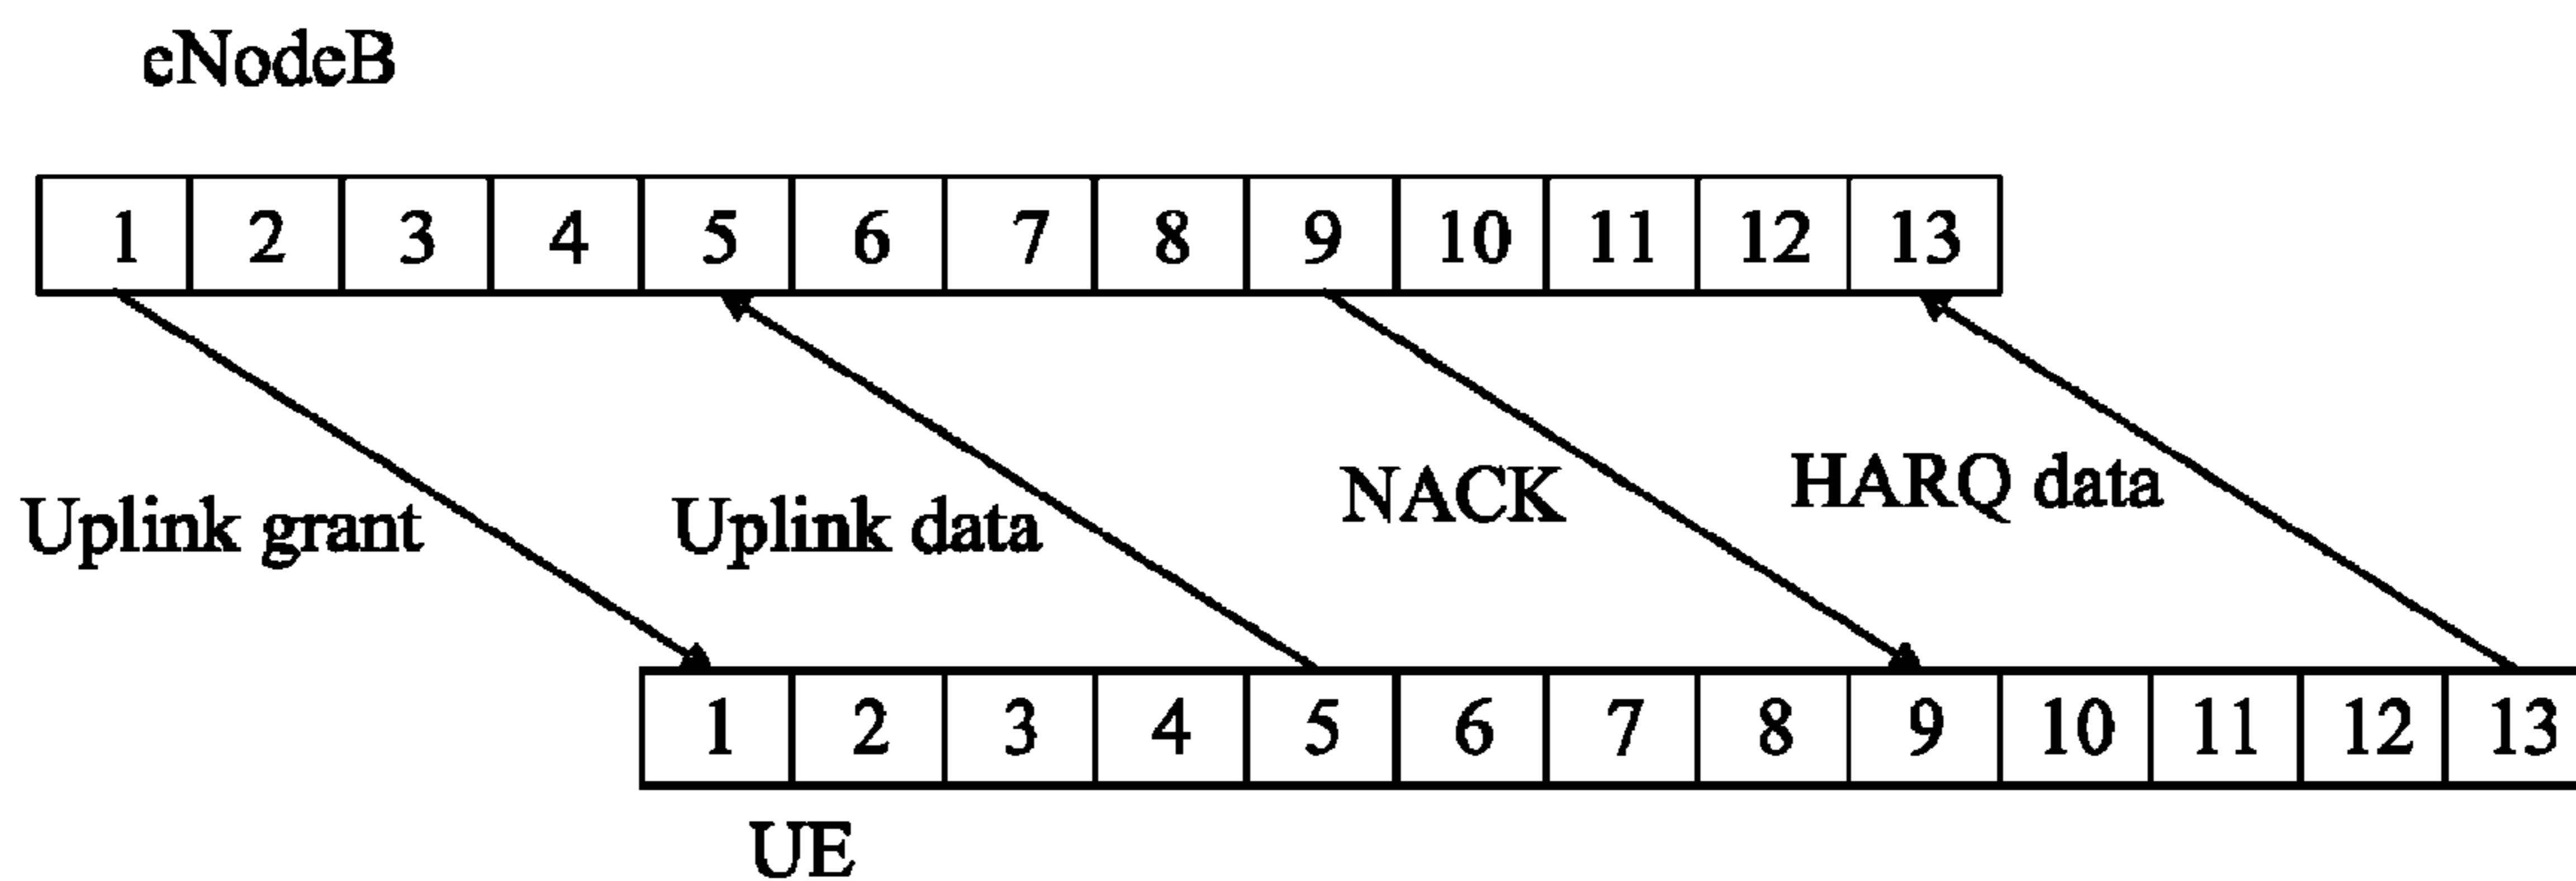 eNodeB
1 2 3 4 5 6 7 8 9 10 11 12 13
Uplink grant
Uplink data
NACK
HARQ data
1 2 3 4 5 6 7 8 9 10 11 12 13
UE